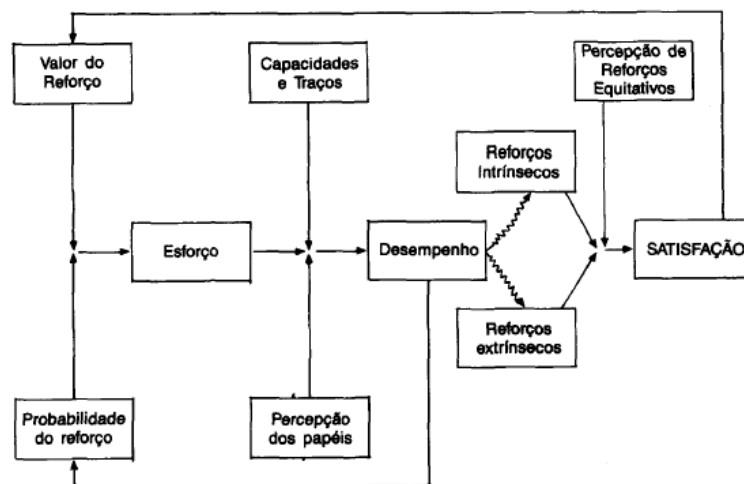 Valor do
Reforço
Capacidades
e Traços
Percepção de
Reforços
Equitativos
Reforços
Intrínsecos
Esforço
Desempenho
SATISFAÇÃO
Reforços
extrínsecos
Probabilidade
do reforço
Percepção
dos papéis